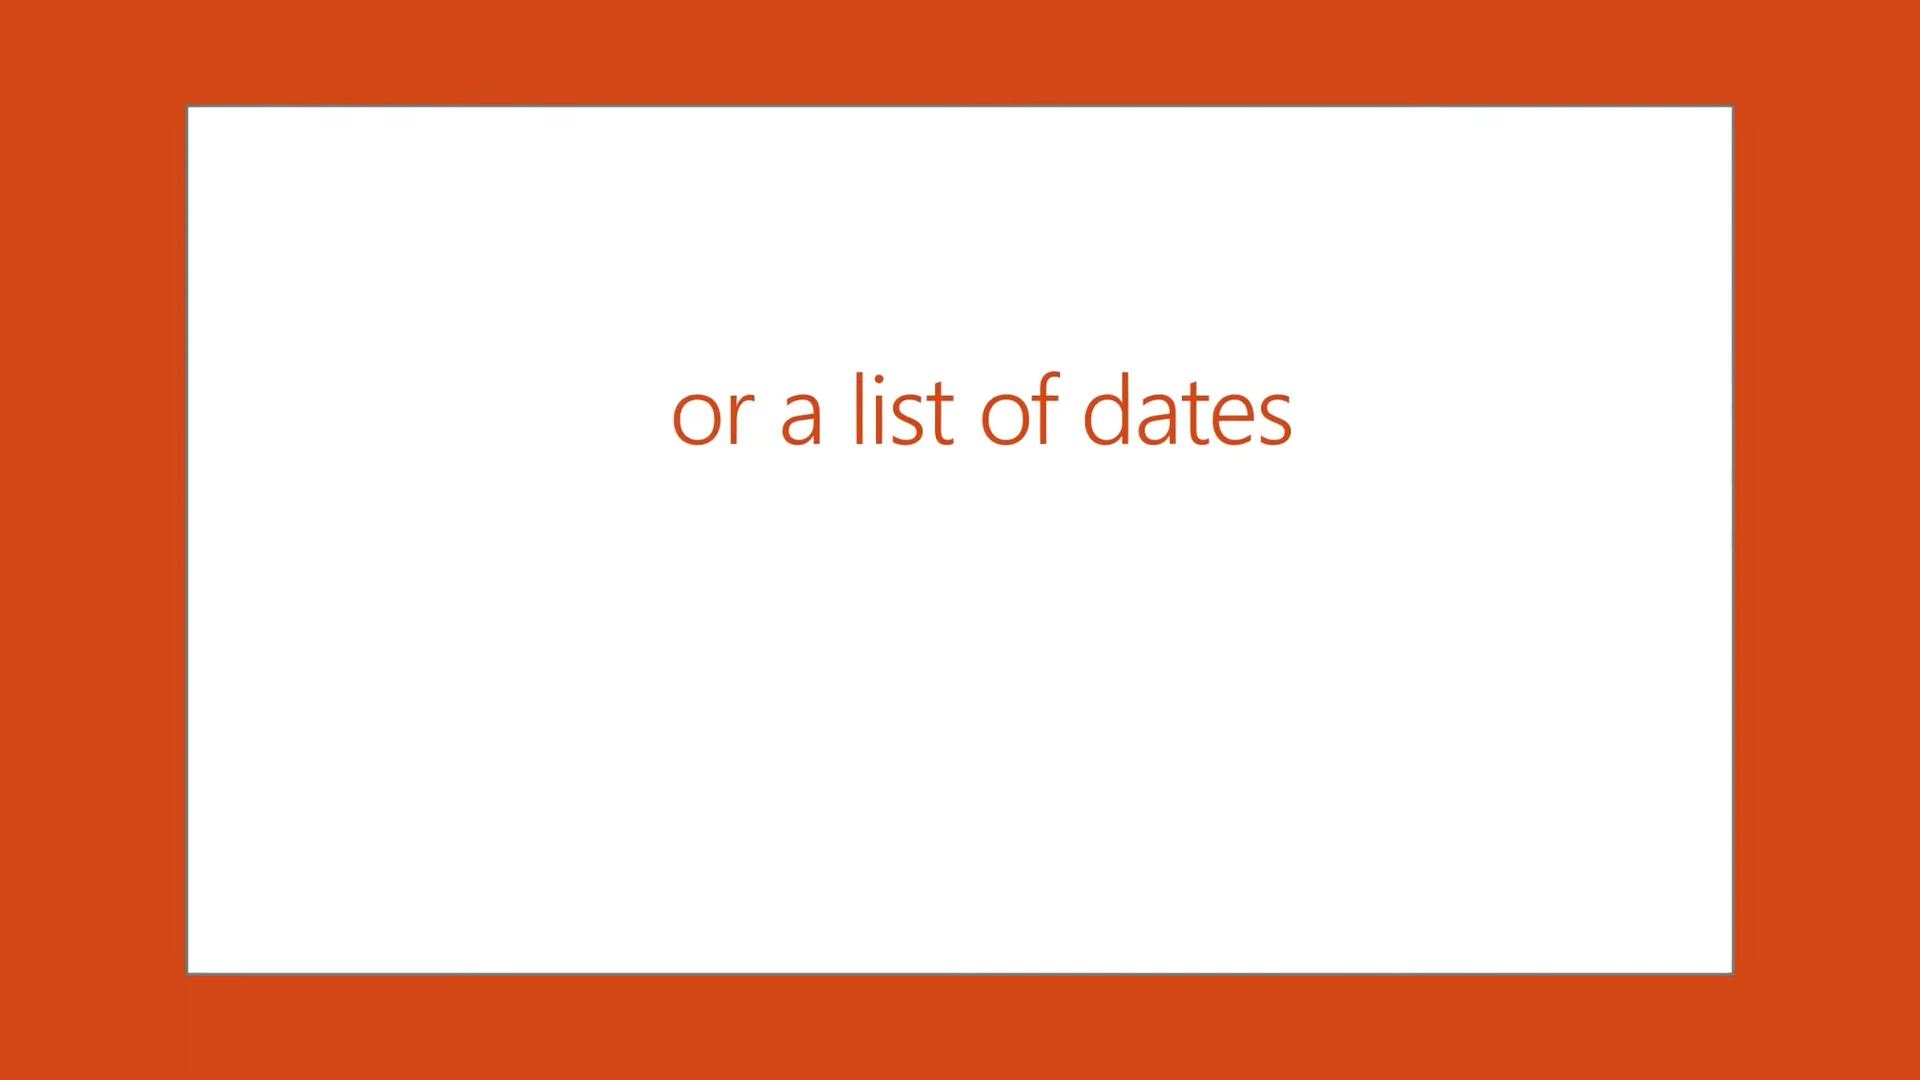 or a list of dates